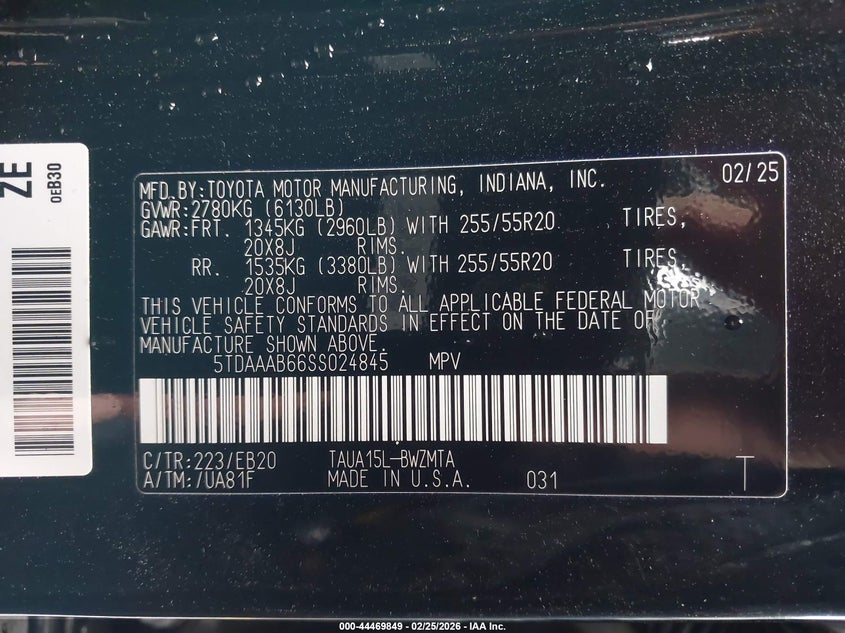 ZE
0EB30
MFD.BY:TOYOTA MOTOR MANUFACTURING, INDIANA, INC. 02/25
GVWR:2780KG (6130LB)
GAWR:FRT. 1345KG (2960LB) WITH 255/55R20 TIRES,
20X8J RIMS.
RR. 1535KG (3380LB) WITH 255/55R20 TIRES,
20X8J RIMS.
THIS VEHICLE CONFORMS TO ALL APPLICABLE FEDERAL MOTOR
VEHICLE SAFETY STANDARDS IN EFFECT ON THE DATE OF
MANUFACTURE SHOWN ABOVE.
5TDAAAB66SS024845 MPV
C/TR:223/EB20 TAUA15L-BWZMTA
A/TM:/UA81F MADE IN U.S.A. 031 T
000-44469849 - 02/25/2026 - IAA Inc.